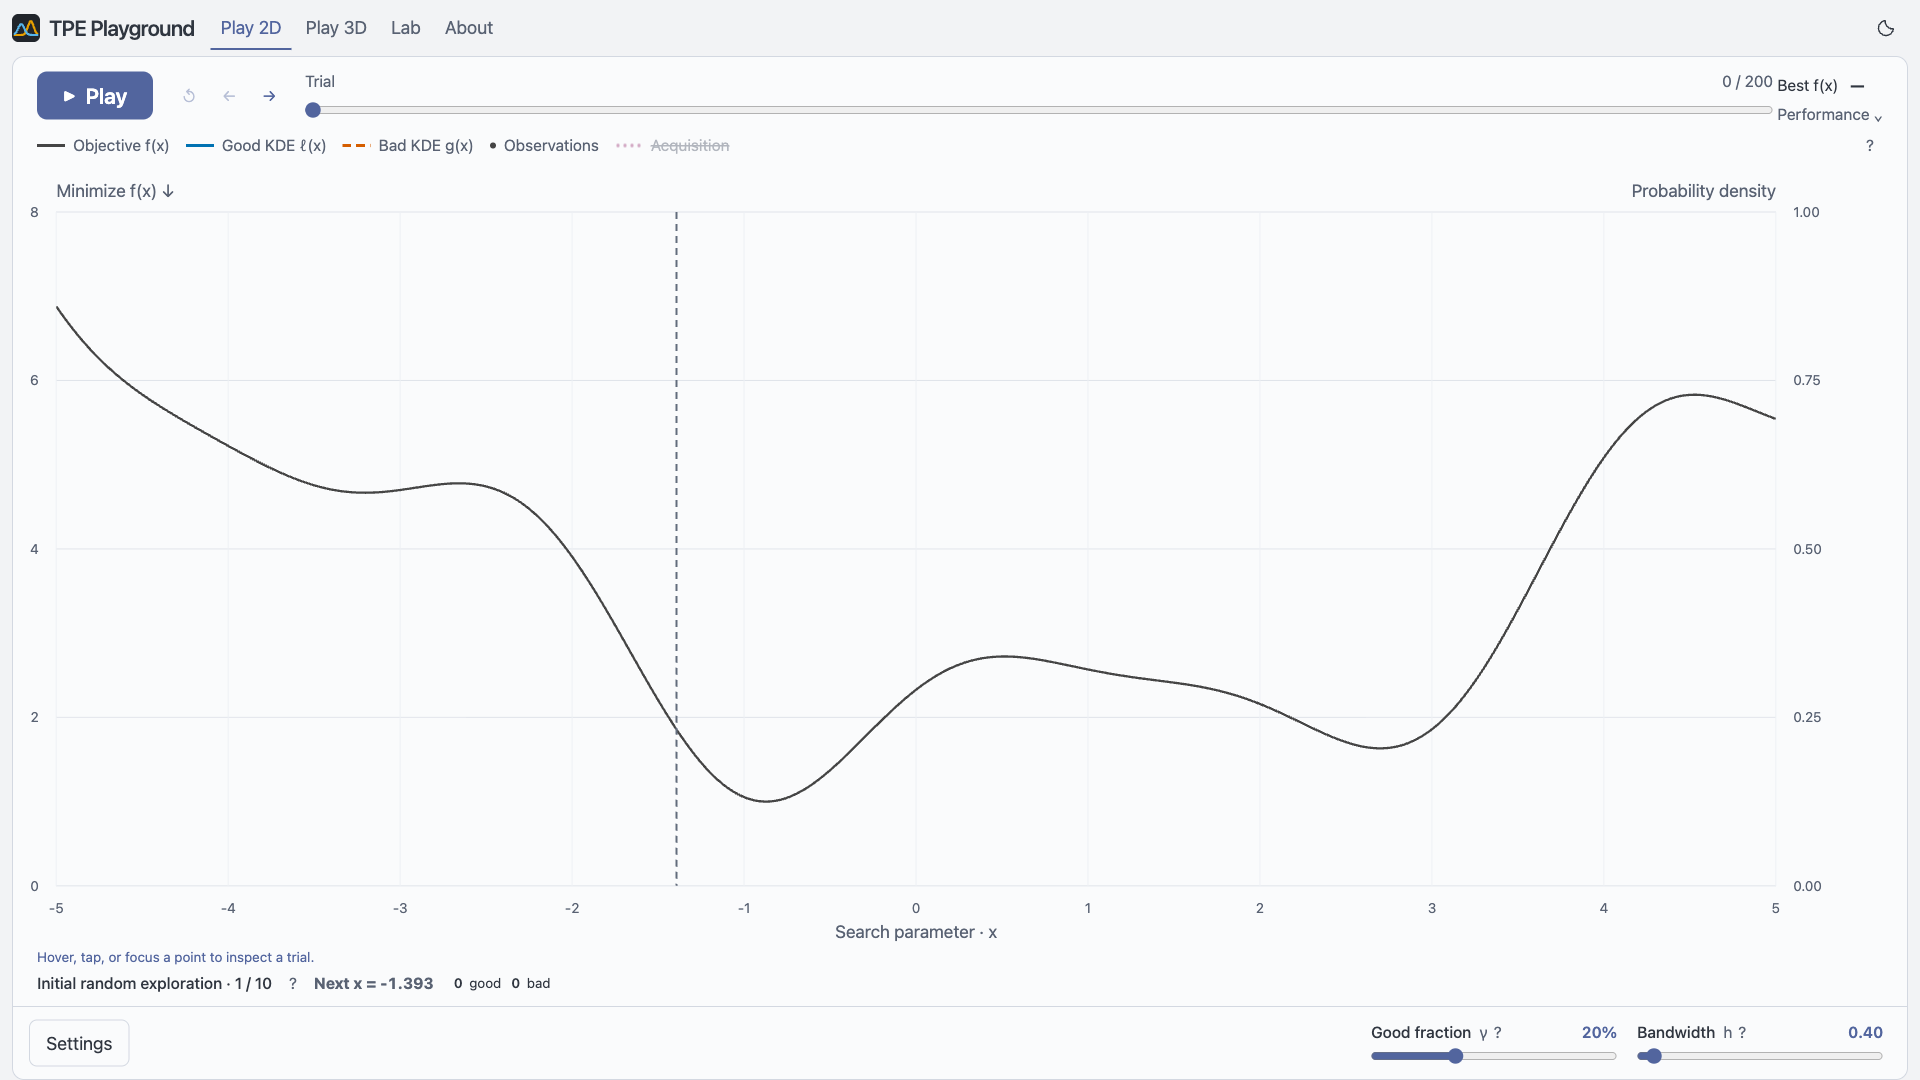 TPE Playground Play 2D Play 3D Lab About
Play
Trial 0 / 200 Best f(x) —
Performance
Objective f(x) Good KDE ℓ(x) Bad KDE g(x) Observations Acquisition ?
Minimize f(x) ↓ Probability density
8 1.00
6 0.75
4 0.50
2 0.25
0 0.00
-5 -4 -3 -2 -1 0 1 2 3 4 5
Search parameter · x
Hover, tap, or focus a point to inspect a trial.
Initial random exploration · 1 / 10 ? Next x = -1.393 0 good 0 bad
Settings Good fraction γ ? 20% Bandwidth h ? 0.40